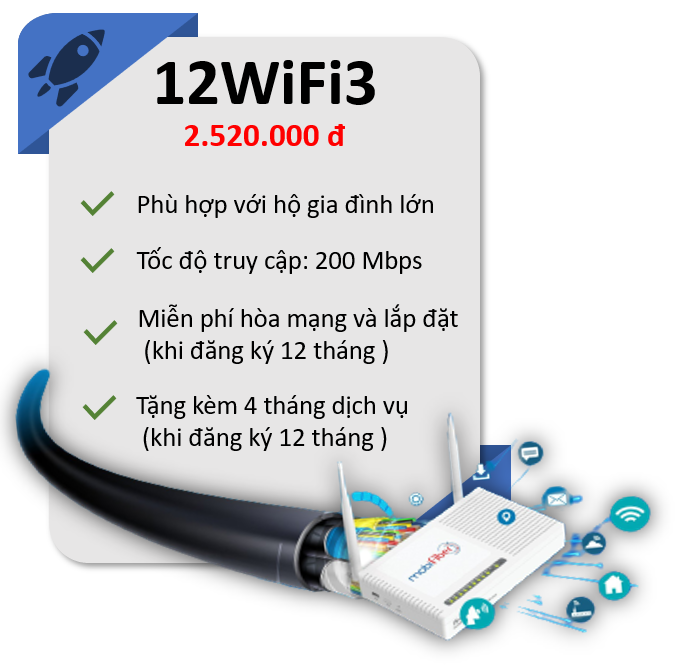 12WiFi3
2.520.000 đ
Phù hợp với hộ gia đình lớn
Tốc độ truy cập: 200 Mbps
Miễn phí hòa mạng và lắp đặt
(khi đăng ký 12 tháng )
Tặng kèm 4 tháng dịch vụ
(khi đăng ký 12 tháng )
mobiFiber